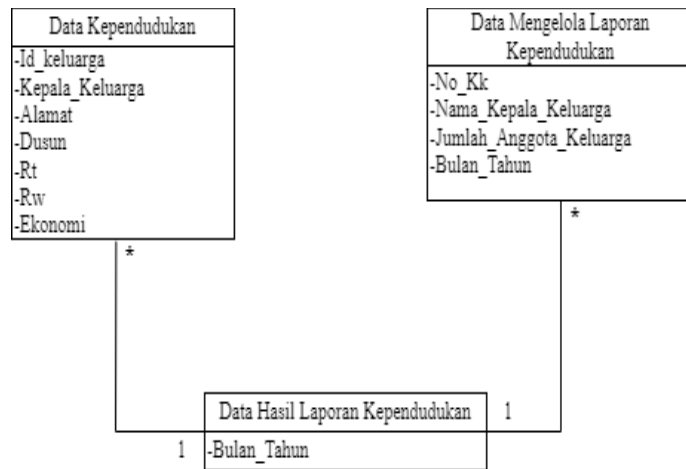 Data Kependudukan
-Id_keluarga
-Kepala_Keluarga
-Alamat
-Dusun
-Rt
-Rw
-Ekonomi
*
Data Mengelola Laporan
Kependudukan
-No_Kk
-Nama_Kepala_Keluarga
-Jumlah_Anggota_Keluarga
-Bulan_Tahun
*
Data Hasil Laporan Kependudukan
1
1
-Bulan_Tahun